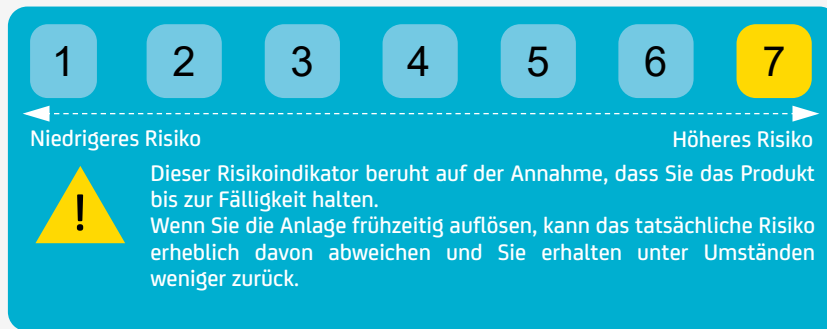 1 2 3 4 5 6 7
Niedrigeres Risiko Höheres Risiko
!
Dieser Risikoindikator beruht auf der Annahme, dass Sie das Produkt
bis zur Fälligkeit halten.
Wenn Sie die Anlage frühzeitig auflösen, kann das tatsächliche Risiko
erheblich davon abweichen und Sie erhalten unter Umständen
weniger zurück.